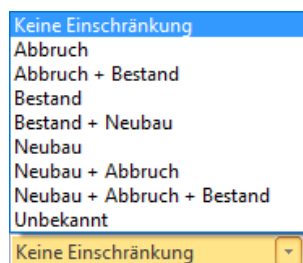 Keine Einschränkung
Abbruch
Abbruch + Bestand
Bestand
Bestand + Neubau
Neubau
Neubau + Abbruch
Neubau + Abbruch + Bestand
Unbekannt
Keine Einschränkung